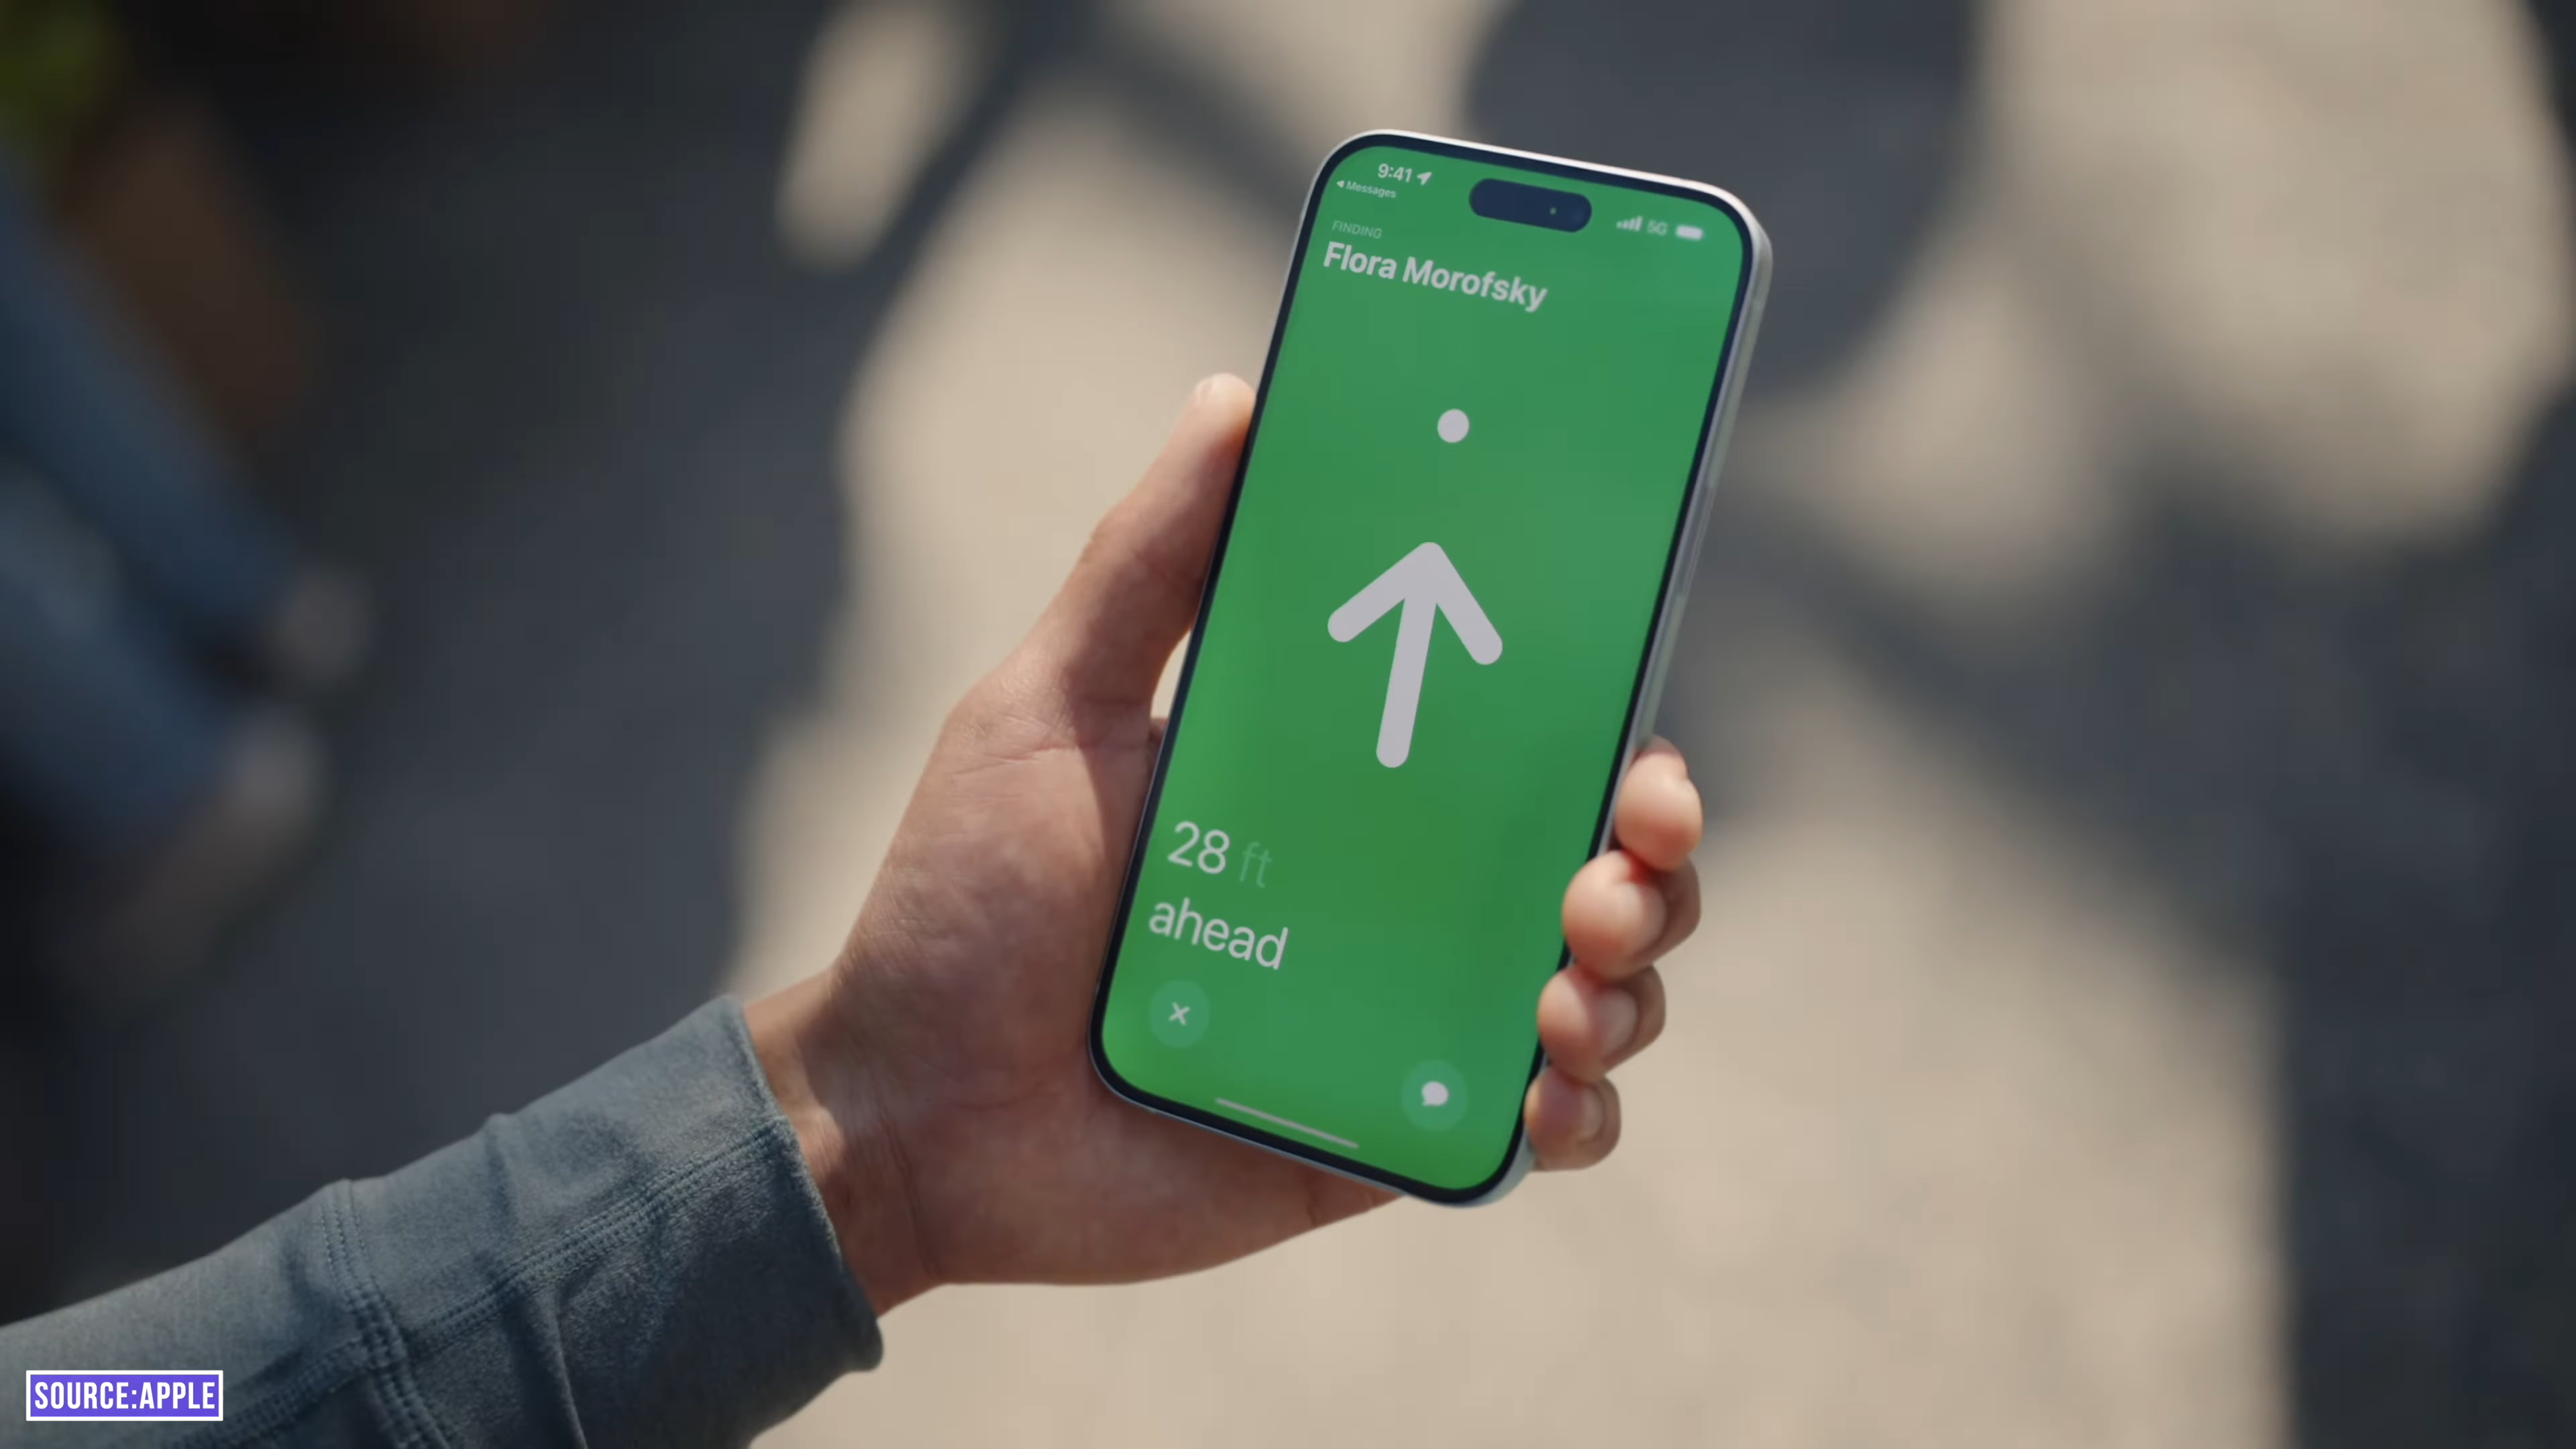 9:41
Messages
5G
FINDING
Flora Morofsky
28 ft
ahead
SOURCE:APPLE